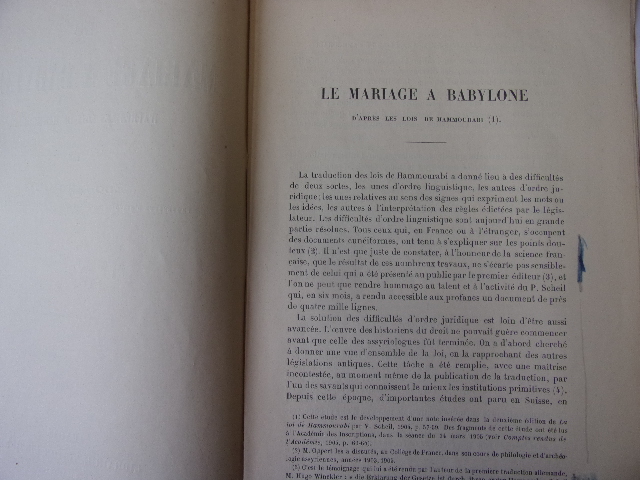 LE MARIAGE A BABYLONE
D'APRÈS LES LOIS DE HAMMOURABI (1).
La traduction des lois de Hammourabi a donné lieu à des difficultés
de deux sortes, les unes d'ordre linguistique, les autres d'ordre ju-
ridique; les unes relatives au sens des signes qui expriment les mots ou
les idées, les autres à l'interprétation des règles édictées par le légis-
lateur. Les difficultés d'ordre linguistique sont aujourd'hui en grande
partie résolues. Tous ceux qui, en France ou à l'étranger, s'occupent
des documents cunéiformes, ont tenu à s'expliquer sur les points dou-
teux (2). Il n'est que juste de constater, à l'honneur de la science fran-
çaise, que le résultat de ces nombreux travaux, ne s'écarte pas sensible-
ment de celui qui a été présenté au public par le premier éditeur (3), et
l'on ne peut que rendre hommage au talent et à l'activité du P. Scheil
qui, en six mois, a rendu accessible aux profanes un document de près
de quatre mille lignes.
La solution des difficultés d'ordre juridique est loin d'être aussi
avancée. L'œuvre des historiens du droit ne pouvait guère commencer
avant que celle des assyriologues fût terminée. On a d'abord cherché
à donner une vue d'ensemble de la loi, en la rapprochant des autres
législations antiques. Cette tâche a été remplie, avec une maîtrise
incontestée, au moment même de la publication de la traduction, par
l'un des savants qui connaissent le mieux les institutions primitives (4).
Depuis cette époque, d'importantes études ont paru en Suisse, en
(1) Cette étude est le développement d'une note insérée dans la deuxième édition de La
loi de Hammourabi par V. Scheil, 1904, p. Des fragments de cette étude ont été lus
à l'Académie des inscriptions, dans la séance du 24 mars 1905 (voir Comptes rendus de
l'Académie, 1905, p.
(2) M. Oppert les a discutés, au Collège de France, dans son cours de philologie et d'archéo-
logie assyriennes, années 1903,
(3) C'est le témoignage qui lui a été rendu par l'auteur de la première traduction allemande,
M. Hugo Winckler: « die Erklärung der Gesetze ist durch